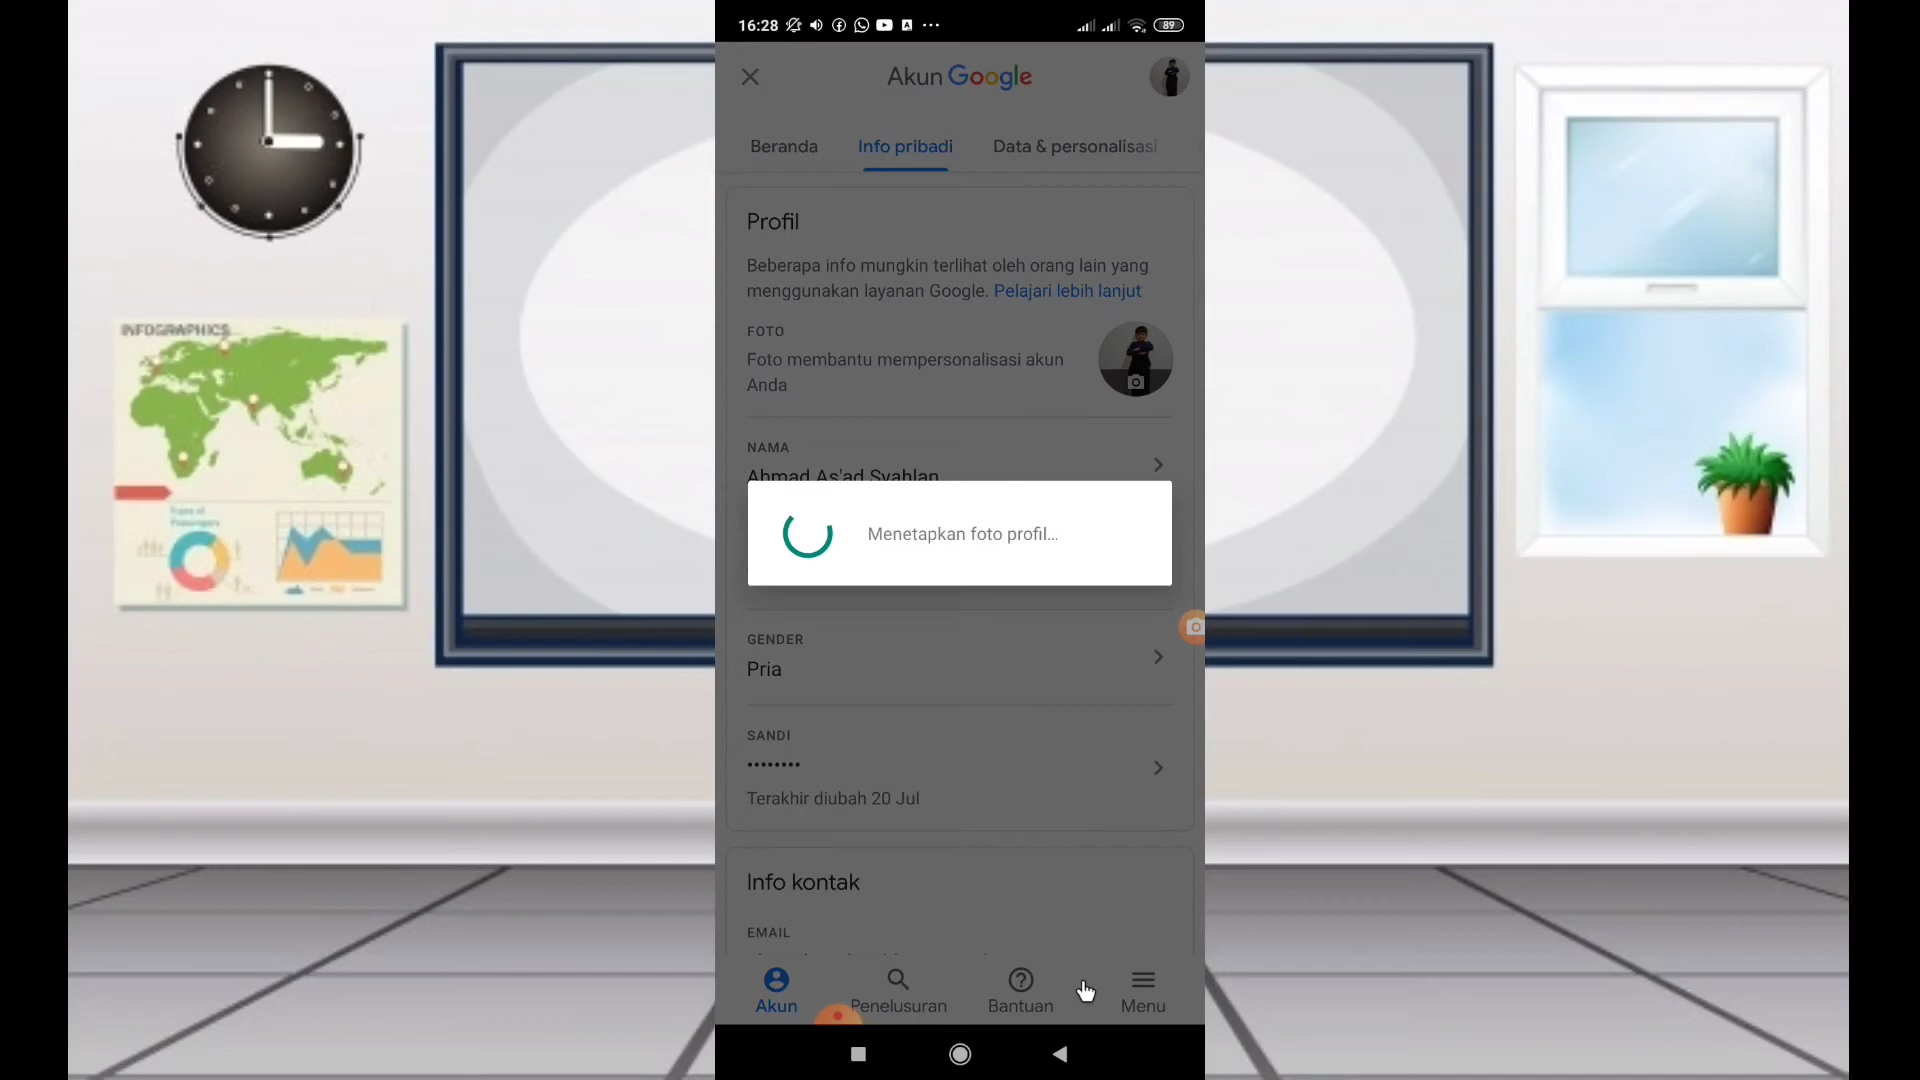 16:28
89
Akun Google
Beranda
Info pribadi
Data & personalisasi
Profil
Beberapa info mungkin terlihat oleh orang lain yang
menggunakan layanan Google. Pelajari lebih lanjut
FOTO
Foto membantu mempersonalisasi akun
Anda
NAMA
Ahmad As'ad Syahlan
Menetapkan foto profil...
GENDER
Pria
SANDI
••••••••
Terakhir diubah 20 Jul
Info kontak
EMAIL
Akun
Penelusuran
Bantuan
Menu
INFOGRAPHICS